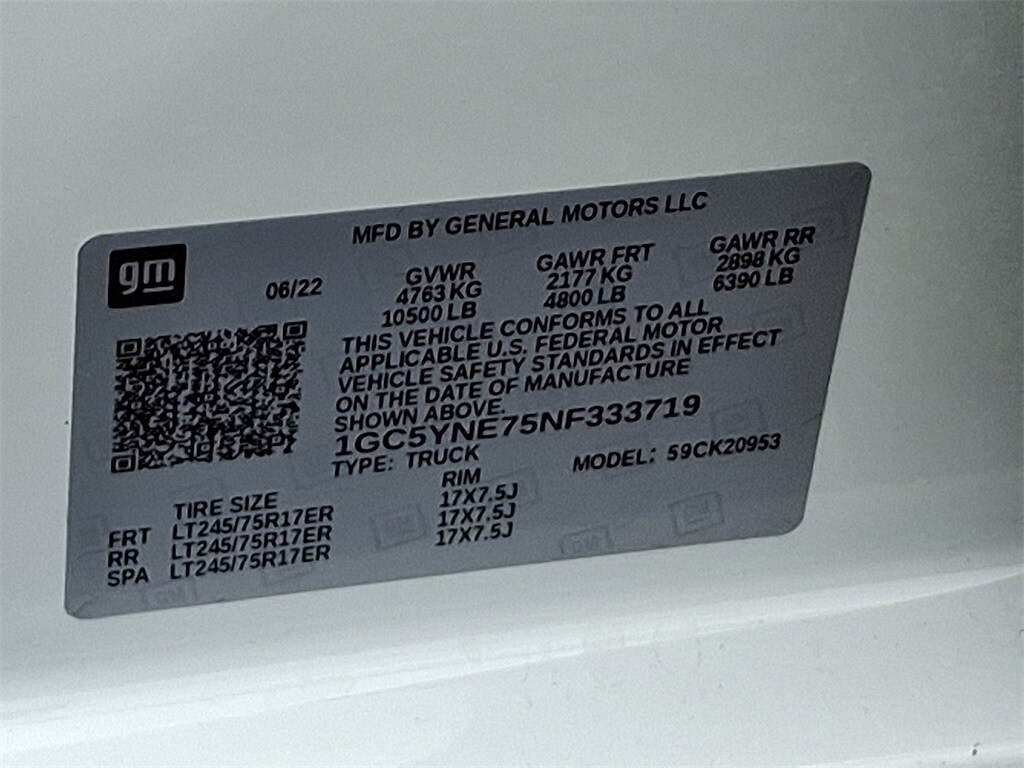 MFD BY GENERAL MOTORS LLC
gm
06/22
GVWR GAWR FRT GAWR RR
4763 KG 2177 KG 2898 KG
10500 LB 4800 LB 6390 LB
THIS VEHICLE CONFORMS TO ALL
APPLICABLE U.S. FEDERAL MOTOR
VEHICLE SAFETY STANDARDS IN EFFECT
ON THE DATE OF MANUFACTURE
SHOWN ABOVE.
1GC5YNE75NF333719
TYPE: TRUCK MODEL: 59CK20953
TIRE SIZE RIM
FRT LT245/75R17ER 17X7.5J
RR LT245/75R17ER 17X7.5J
SPA LT245/75R17ER 17X7.5J